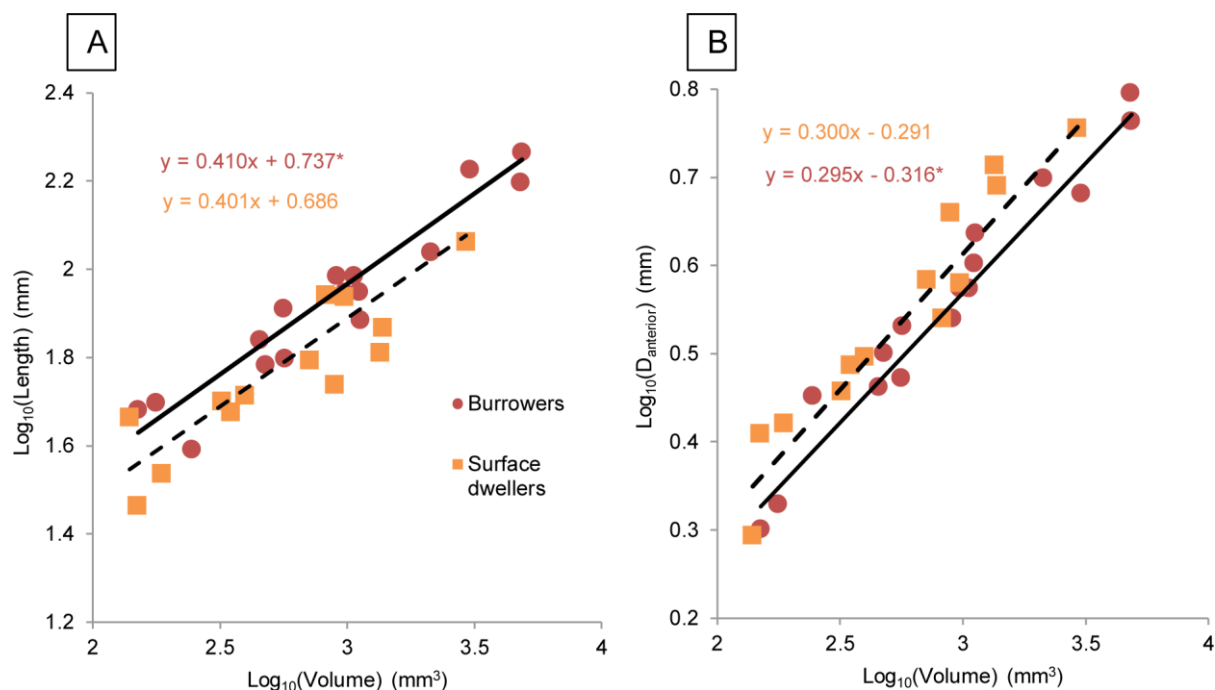 A
Log₁₀(Length) (mm)
2.4
2.2
2
1.8
1.6
1.4
1.2
y = 0.410x + 0.737*
y = 0.401x + 0.686
Burrowers
Surface
dwellers
2
2.5
3
3.5
4
Log₁₀(Volume) (mm³)
B
Log₁₀(D_anterior) (mm)
0.8
0.7
0.6
0.5
0.4
0.3
0.2
y = 0.300x - 0.291
y = 0.295x - 0.316*
2
2.5
3
3.5
4
Log₁₀(Volume) (mm³)